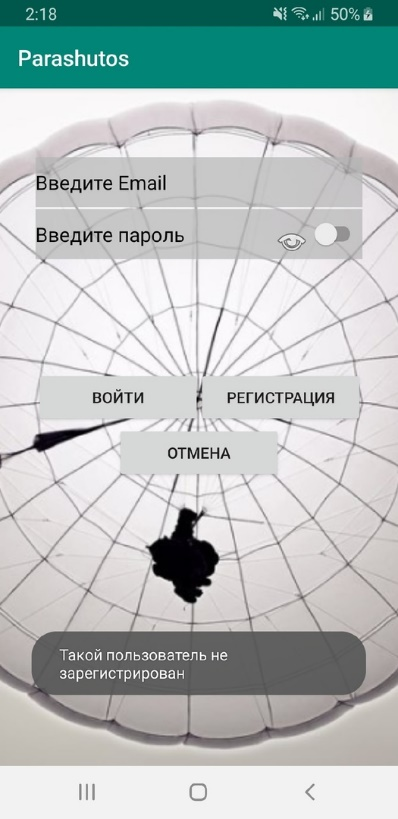 2:18 50%
Parashutos
Введите Email
Введите пароль
ВОЙТИ РЕГИСТРАЦИЯ
ОТМЕНА
Такой пользователь не
зарегистрирован